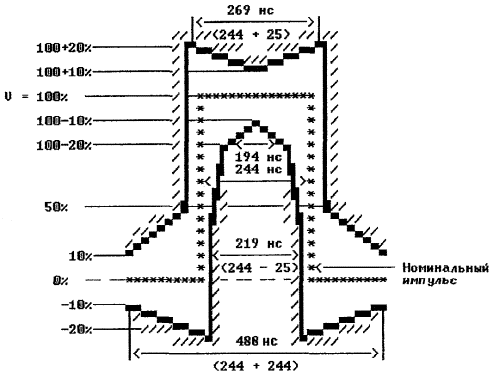 269 нс
(244 + 25)
100+20%
100+10%
U = 100%
100-10%
100-20%
194 нс
244 нс
50%
219 нс
10%
(244 - 25)
Номинальный
импульс
0%
-10%
-20%
488 нс
(244 + 244)